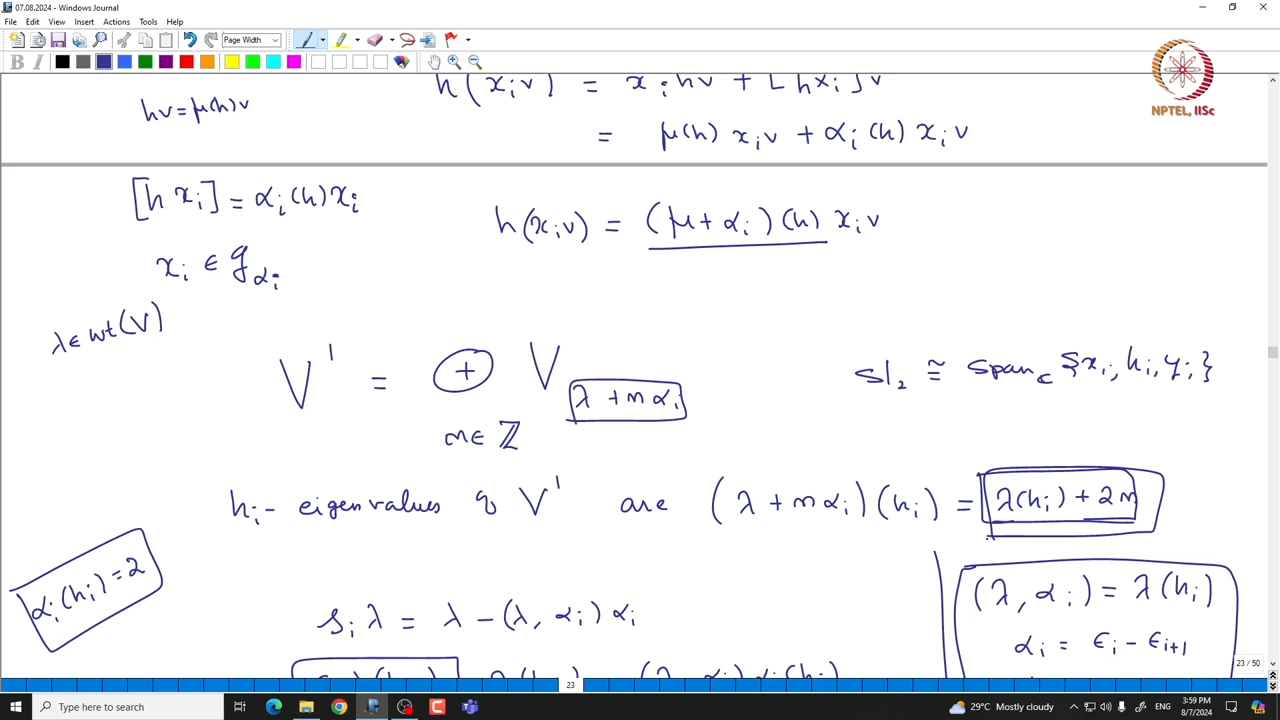 07.08.2024 - Windows Journal
File Edit View Insert Actions Tools Help
Page Width
B I
NPTEL, IISc
h(x_i v) = x_i hv + [h x_i] v
hv = μ(h)v
= μ(h) x_i v + α_i(h) x_i v
[h x_i] = α_i(h) x_i
h(x_i v) = (μ + α_i)(h) x_i v
x_i ∈ g_{α_i}
λ ∈ wt(V)
V' = ⊕_{m∈ℤ} V_{λ + mα_i}
sl_2 ≅ span_ℂ {x_i, h_i, y_i}
h_i - eigenvalues of V' are (λ + mα_i)(h_i) = λ(h_i) + 2m
α_i(h_i) = 2
s_i λ = λ - (λ, α_i) α_i
(λ, α_i) = λ(h_i)
α_i = ε_i - ε_{i+1}
23 / 50
23
Type here to search
29°C Mostly cloudy
3:59 PM
8/7/2024